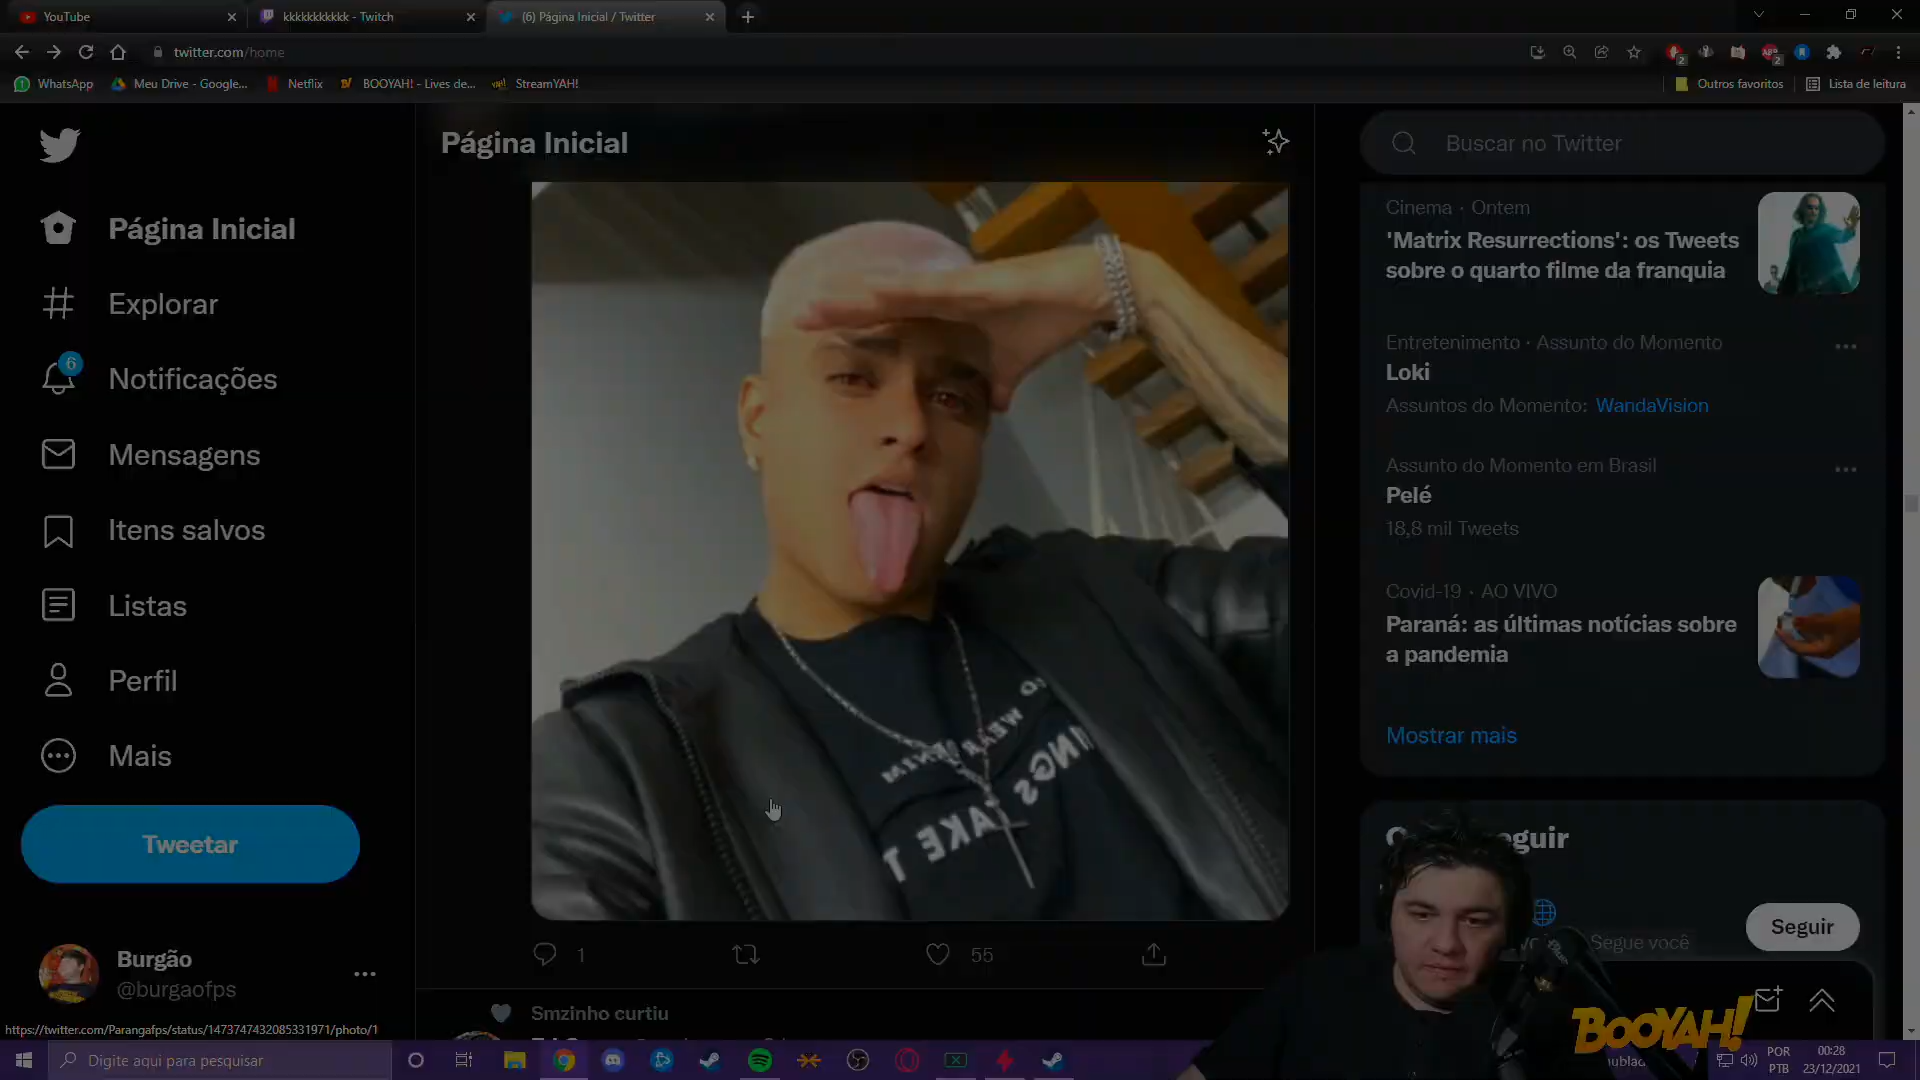 YouTube
kkkkkkkkkkk - Twitch
(6) Página Inicial / Twitter
twitter.com/home
WhatsApp
Meu Drive - Google...
Netflix
BOOYAH! - Lives de...
StreamYAH!
Outros favoritos
Lista de leitura
Página Inicial
Explorar
6
Notificações
Mensagens
Itens salvos
Listas
Perfil
Mais
Tweetar
Burgão
@burgaofps
Página Inicial
1
55
Smzinho curtiu
Buscar no Twitter
Cinema · Ontem
'Matrix Resurrections': os Tweets
sobre o quarto filme da franquia
Entretenimento · Assunto do Momento
Loki
Assuntos do Momento: WandaVision
Assunto do Momento em Brasil
Pelé
18,8 mil Tweets
Covid-19 · AO VIVO
Paraná: as últimas notícias sobre
a pandemia
Mostrar mais
Segue você
Seguir
BOOYAH!
https://twitter.com/Parangafps/status/1473747432085331971/photo/1
Digite aqui para pesquisar
POR
PTB
00:28
23/12/2021